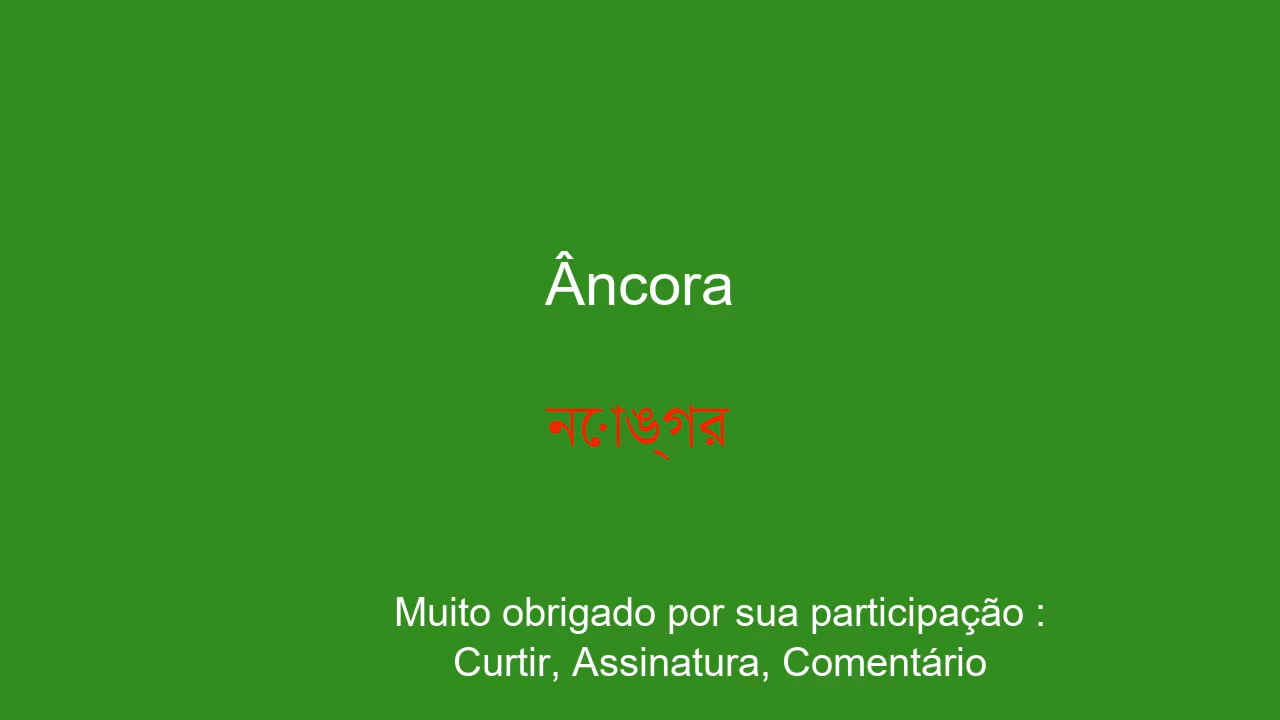 Âncora
নোঙ্গর
Muito obrigado por sua participação :
Curtir, Assinatura, Comentário